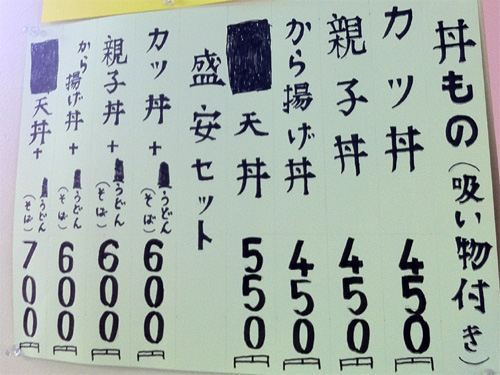 丼もの(吸い物付き)
カツ丼 450円
親子丼 450円
から揚げ丼 450円
天丼 550円
盛安セット
カツ丼+うどん(そば) 600円
親子丼+うどん(そば) 600円
から揚げ丼+うどん(そば) 600円
天丼+うどん(そば) 700円